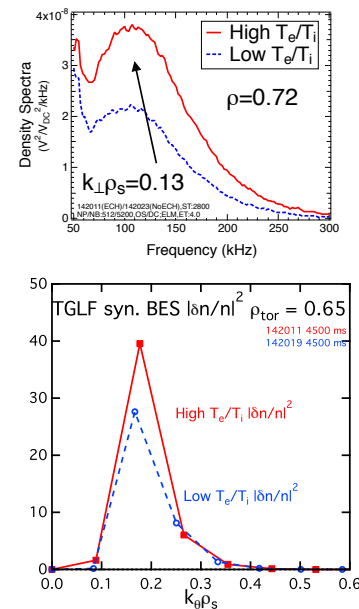 4x10⁻⁸
3
2
1
0
Density Spectra
(V²/V_DC²/kHz)
High Tₑ/Tᵢ
Low Tₑ/Tᵢ
ρ=0.72
k⊥ρₛ=0.13
142011(ECH)/142023(NoECH),ST:2800
NP/NB:512/5200,OS/DC:ELM,ET:4.0
50 100 150 200 250 300
Frequency (kHz)
50
40
30
20
10
0
TGLF syn. BES |δn/n|² ρ_tor = 0.65
142011 4500 ms
142019 4500 ms
High Tₑ/Tᵢ |δn/n|²
Low Tₑ/Tᵢ |δn/n|²
0.0 0.1 0.2 0.3 0.4 0.5 0.6
k_θρₛ